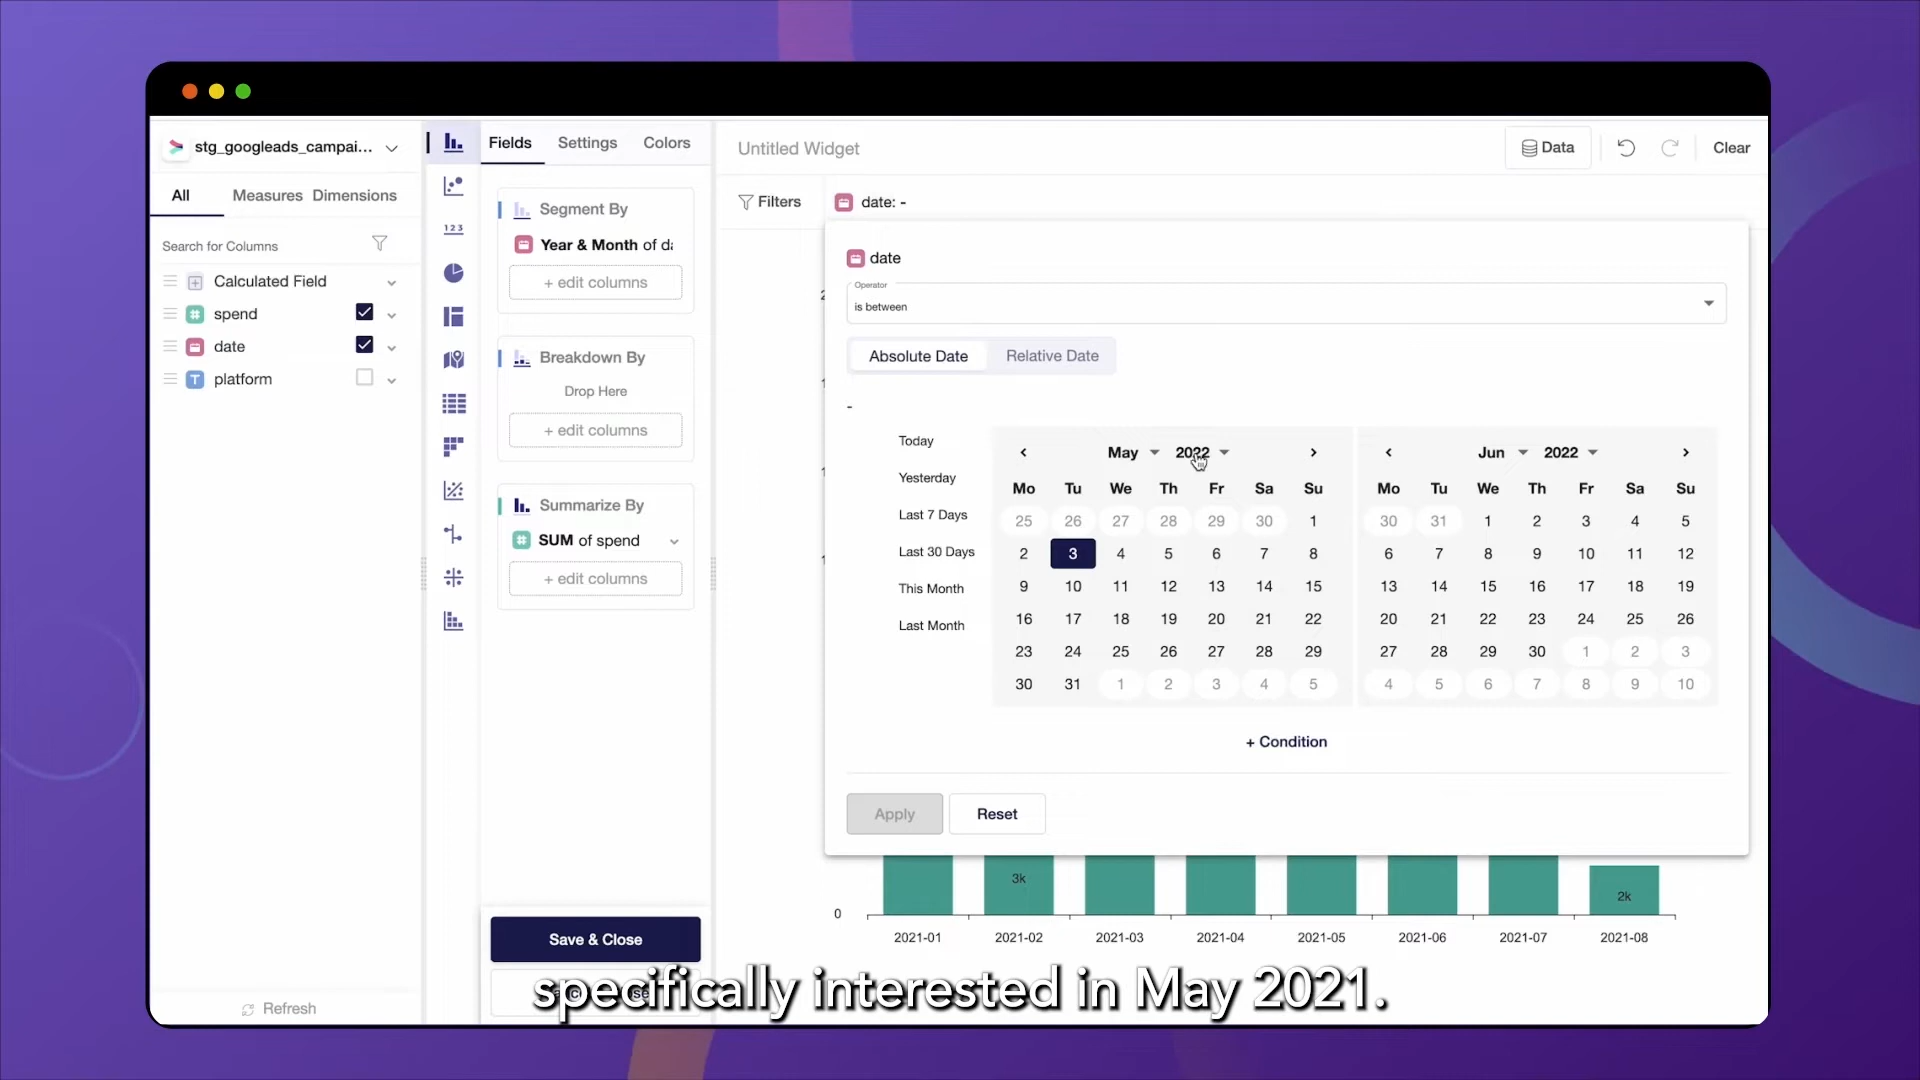 stg_googleads_campai...
All
Measures
Dimensions
Search for Columns
Calculated Field
spend
date
platform
Refresh
123
Fields
Settings
Colors
Segment By
Year & Month of da
+ edit columns
Breakdown By
Drop Here
+ edit columns
Summarize By
SUM of spend
+ edit columns
Save & Close
Untitled Widget
Data
Clear
Filters
date: -
date
Operator
is between
Absolute Date
Relative Date
-
Today
Yesterday
Last 7 Days
Last 30 Days
This Month
Last Month
May 2022
Mo Tu We Th Fr Sa Su
25 26 27 28 29 30 1
2 3 4 5 6 7 8
9 10 11 12 13 14 15
16 17 18 19 20 21 22
23 24 25 26 27 28 29
30 31 1 2 3 4 5
Jun 2022
Mo Tu We Th Fr Sa Su
30 31 1 2 3 4 5
6 7 8 9 10 11 12
13 14 15 16 17 18 19
20 21 22 23 24 25 26
27 28 29 30 1 2 3
4 5 6 7 8 9 10
+ Condition
Apply
Reset
3k
2k
0
2021-01 2021-02 2021-03 2021-04 2021-05 2021-06 2021-07 2021-08
specifically interested in May 2021.